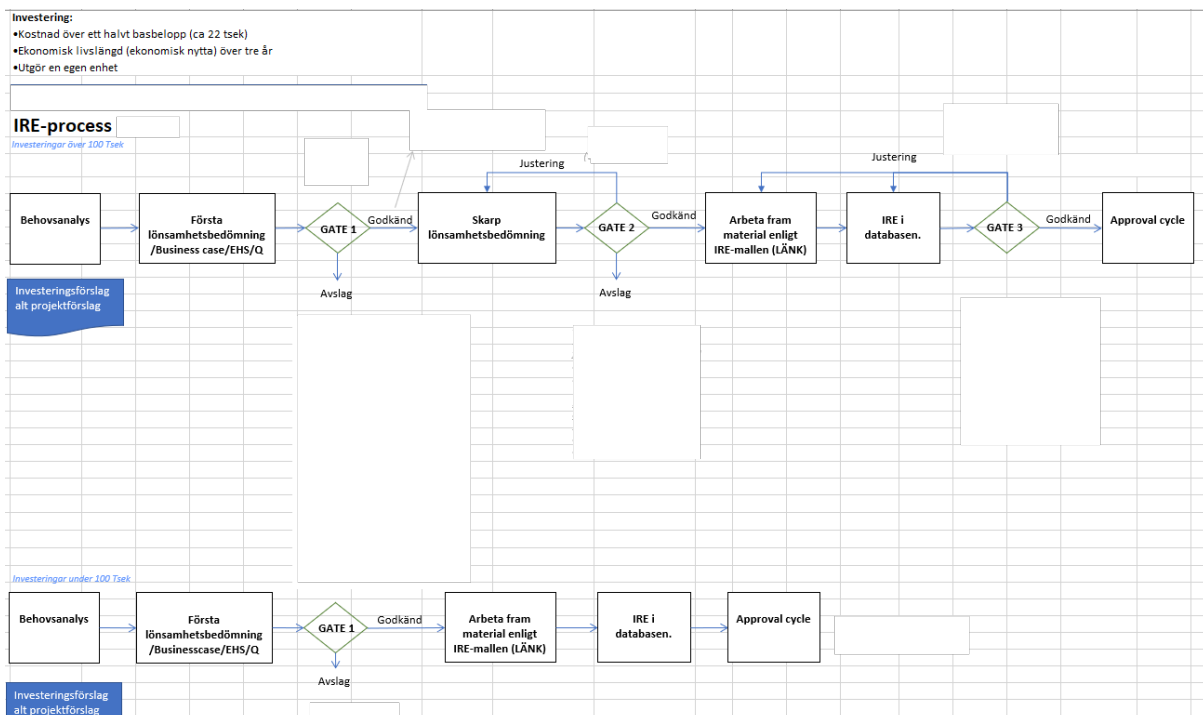 Investering:
•Kostnad över ett halvt basbelopp (ca 22 tsek)
•Ekonomisk livslängd (ekonomisk nytta) över tre år
•Utgör en egen enhet
IRE-process
Investeringar över 100 Tsek
Justering
Justering
Behovsanalys
Första
lönsamhetsbedömning
/Business case/EHS/Q
GATE 1
Godkänd
Skarp
lönsamhetsbedömning
GATE 2
Godkänd
Arbeta fram
material enligt
IRE-mallen (LÄNK)
IRE i
databasen.
GATE 3
Godkänd
Approval cycle
Avslag
Avslag
Investeringsförslag
alt projektförslag
Investeringar under 100 Tsek
Behovsanalys
Första
lönsamhetsbedömning
/Businesscase/EHS/Q
GATE 1
Godkänd
Arbeta fram
material enligt
IRE-mallen (LÄNK)
IRE i
databasen.
Approval cycle
Avslag
Investeringsförslag
alt projektförslag